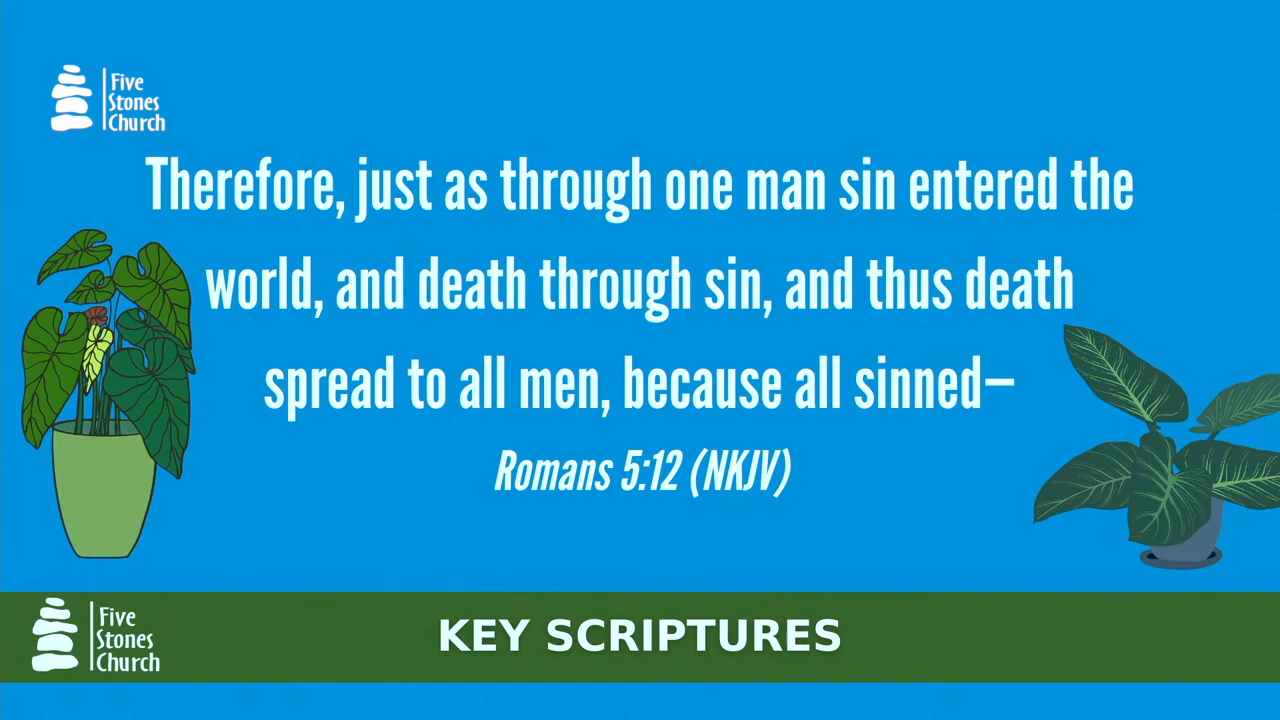 Five
Stones
Church
Therefore, just as through one man sin entered the
world, and death through sin, and thus death
spread to all men, because all sinned—
Romans 5:12 (NKJV)
Five
Stones
Church
KEY SCRIPTURES